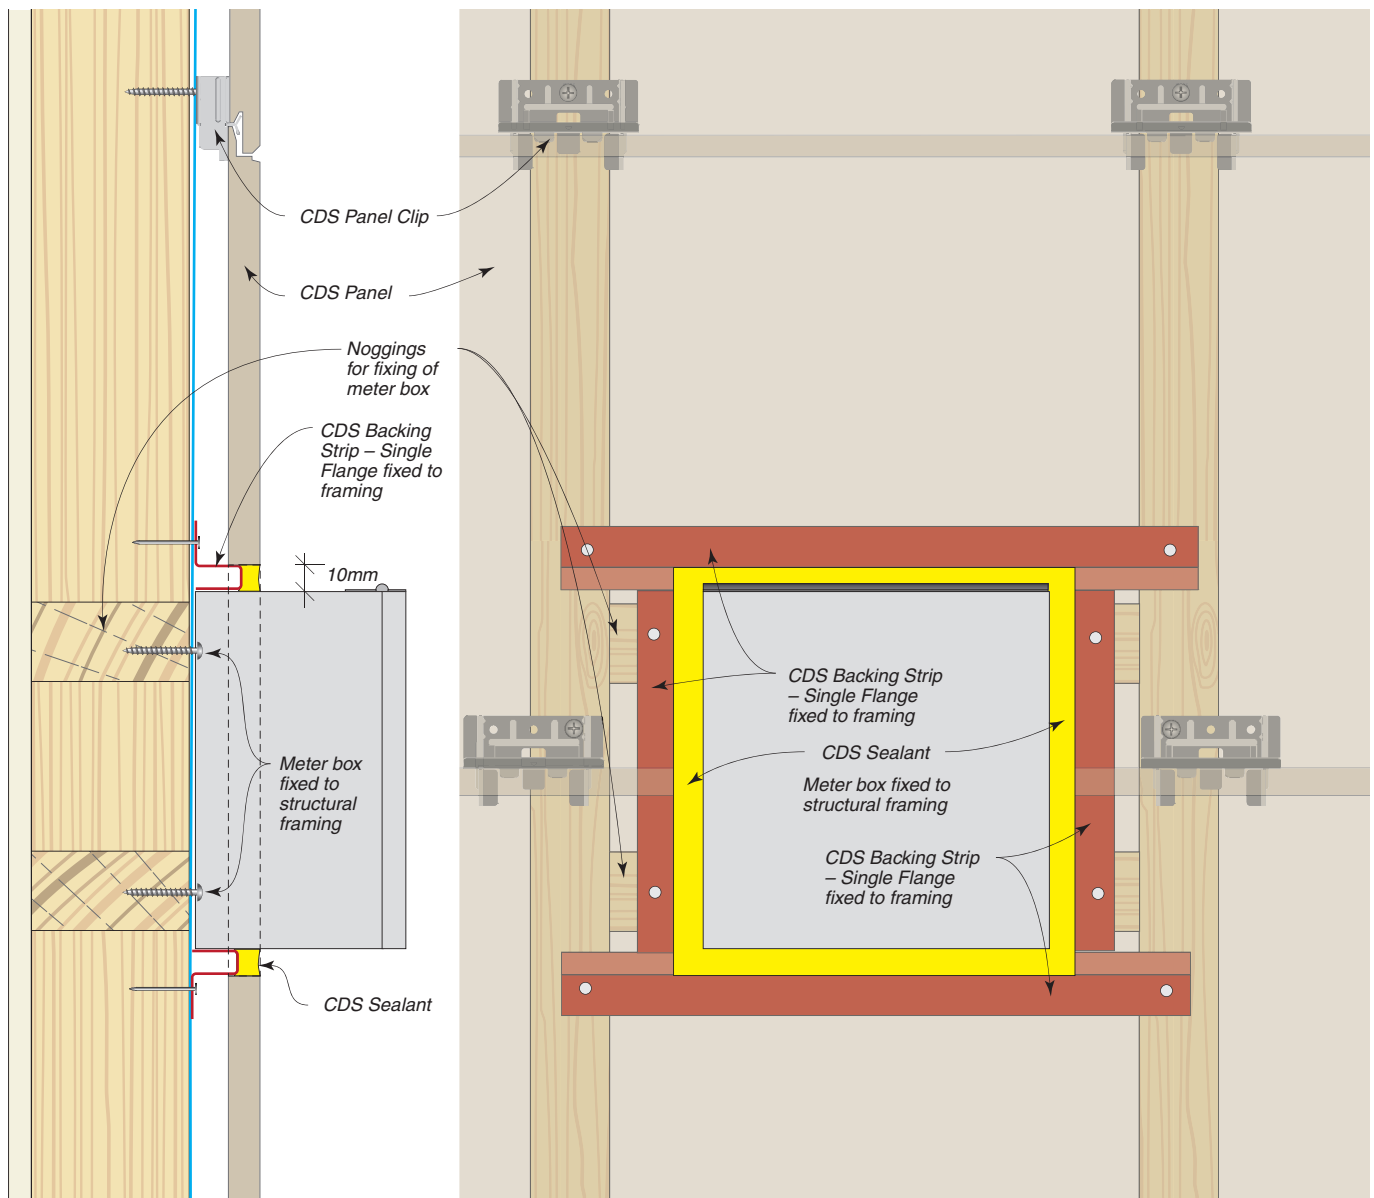 CDS Panel Clip
CDS Panel
Noggings
for fixing of
meter box
CDS Backing
Strip – Single
Flange fixed to
framing
10mm
CDS Backing Strip
– Single Flange
fixed to framing
CDS Sealant
Meter box fixed to
structural framing
Meter box
fixed to
structural
framing
CDS Backing Strip
– Single Flange
fixed to framing
CDS Sealant